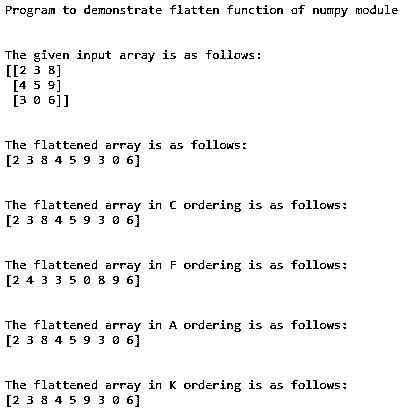 Program to demonstrate flatten function of numpy module
The given input array is as follows:
[[2 3 8]
 [4 5 9]
 [3 0 6]]
The flattened array is as follows:
[2 3 8 4 5 9 3 0 6]
The flattened array in C ordering is as follows:
[2 3 8 4 5 9 3 0 6]
The flattened array in F ordering is as follows:
[2 4 3 3 5 0 8 9 6]
The flattened array in A ordering is as follows:
[2 3 8 4 5 9 3 0 6]
The flattened array in K ordering is as follows:
[2 3 8 4 5 9 3 0 6]